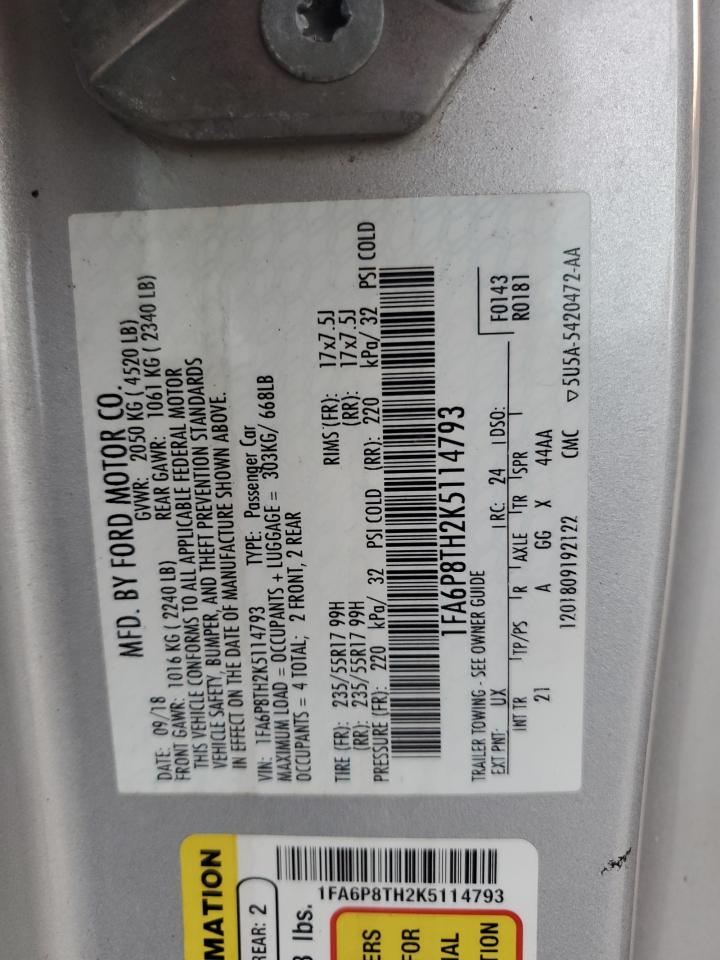 MFD. BY FORD MOTOR CO.
DATE: 09/18 GVWR: 2050 KG ( 4520 LB)
FRONT GAWR: 1016 KG ( 2240 LB) REAR GAWR: 1061 KG ( 2340 LB)
THIS VEHICLE CONFORMS TO ALL APPLICABLE FEDERAL MOTOR
VEHICLE SAFETY, BUMPER, AND THEFT PREVENTION STANDARDS
IN EFFECT ON THE DATE OF MANUFACTURE SHOWN ABOVE.
VIN: 1FA6P8TH2K5114793 TYPE: Passenger Car
MAXIMUM LOAD = OCCUPANTS + LUGGAGE = 303KG/ 668LB
OCCUPANTS = 4 TOTAL; 2 FRONT, 2 REAR
TIRE (FR): 235/55R17 99H RIMS (FR): 17x7.5J
(RR): 235/55R17 99H (RR): 17x7.5J
PRESSURE (FR): 220 kPa/ 32 PSI COLD (RR): 220 kPa/ 32 PSI COLD
1FA6P8TH2K5114793
TRAILER TOWING - SEE OWNER GUIDE
EXT PNT: UX RC: 24 DSO: F0143
R0181
INT TR TP/PS R AXLE TR SPR
21 A GG X 44AA
1201809192122 CMC ▽5U5A-5420472-AA
MATION
REAR: 2
lbs.
1FA6P8TH2K5114793
ERS
FOR
AL
TION